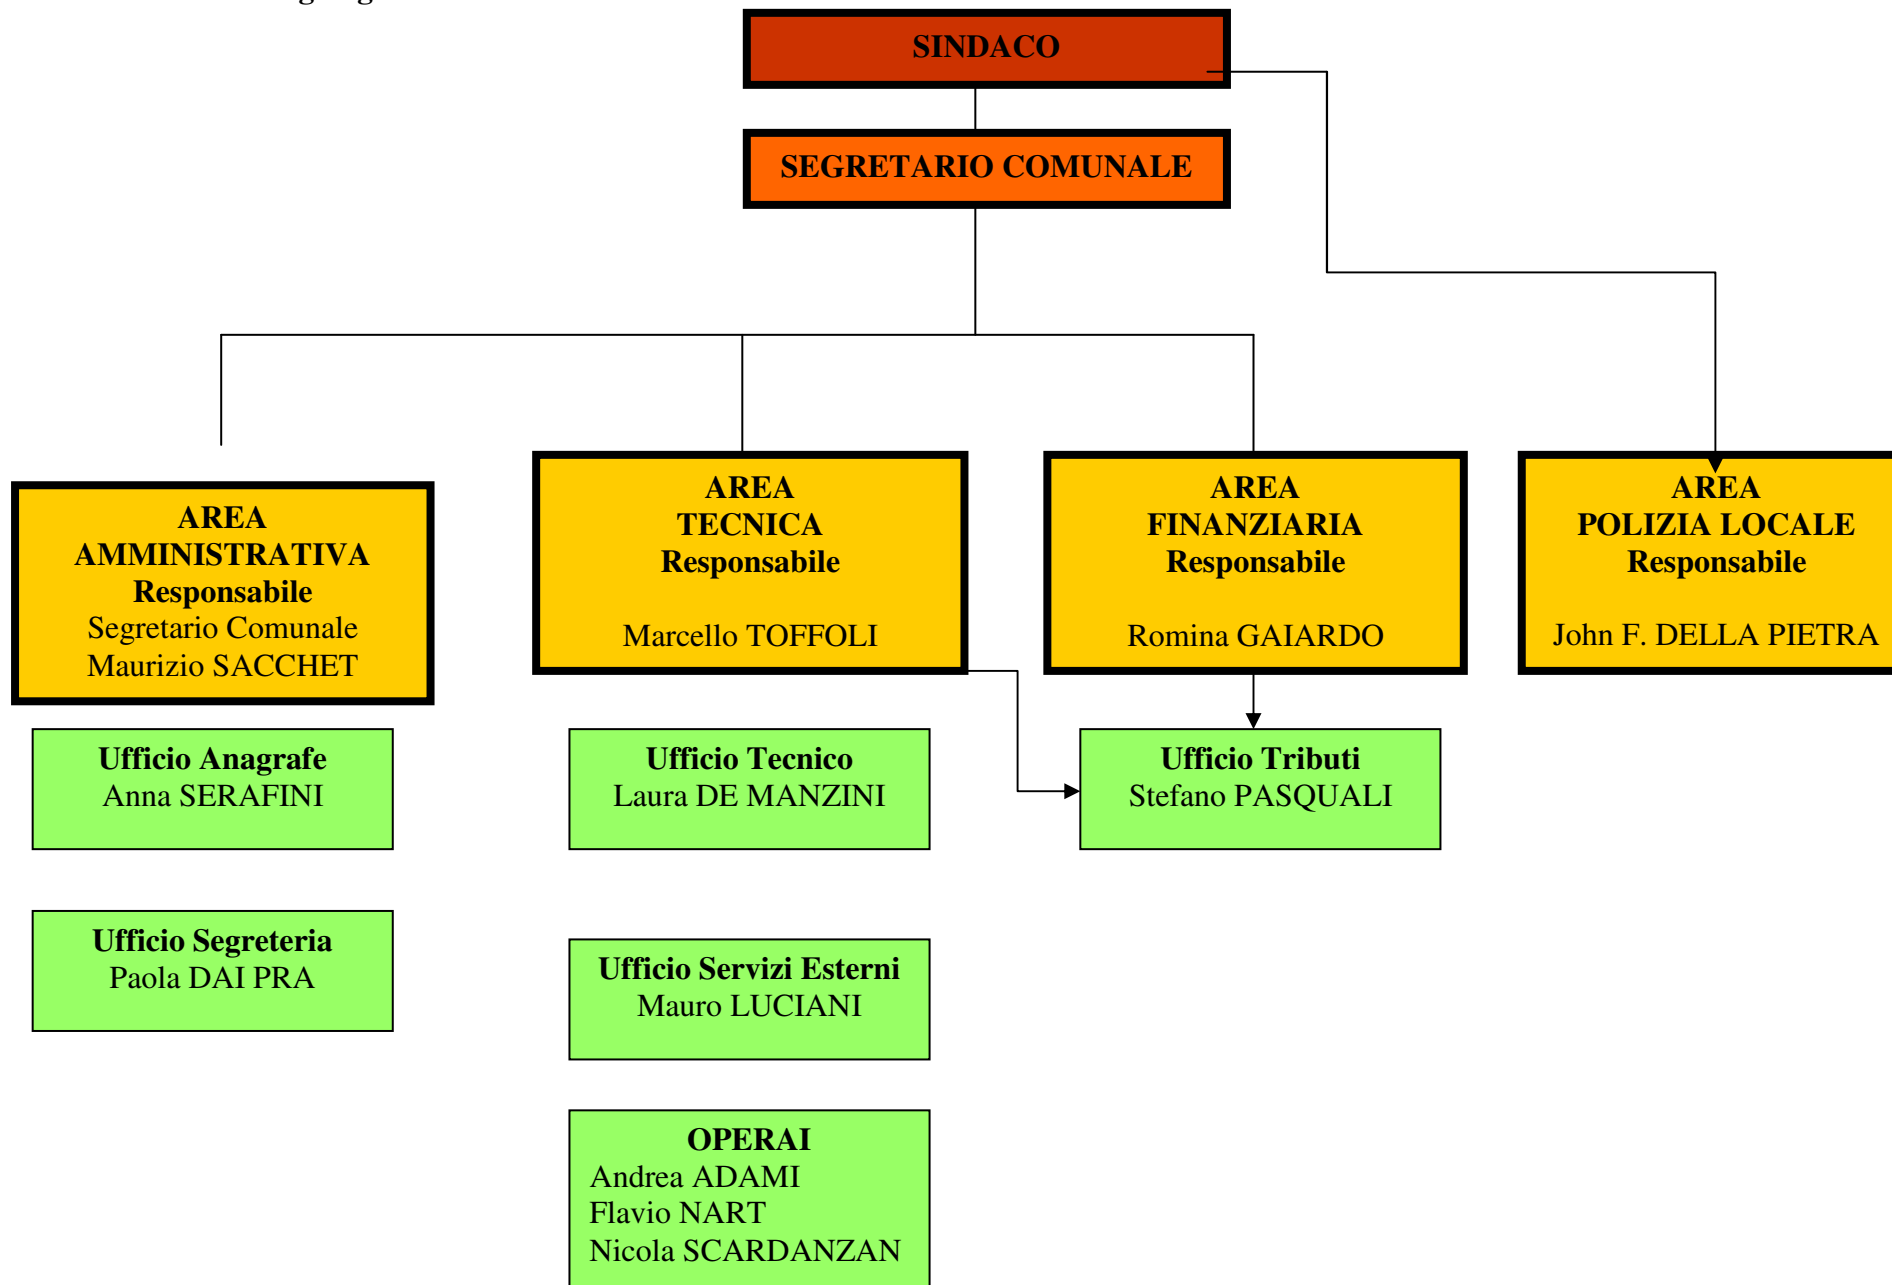 SINDACO
SEGRETARIO COMUNALE
AREA
AMMINISTRATIVA
Responsabile
Segretario Comunale
Maurizio SACCHET
AREA
TECNICA
Responsabile
Marcello TOFFOLI
AREA
FINANZIARIA
Responsabile
Romina GAIARDO
AREA
POLIZIA LOCALE
Responsabile
John F. DELLA PIETRA
Ufficio Anagrafe
Anna SERAFINI
Ufficio Tecnico
Laura DE MANZINI
Ufficio Tributi
Stefano PASQUALI
Ufficio Segreteria
Paola DAI PRA
Ufficio Servizi Esterni
Mauro LUCIANI
OPERAI
Andrea ADAMI
Flavio NART
Nicola SCARDANZAN